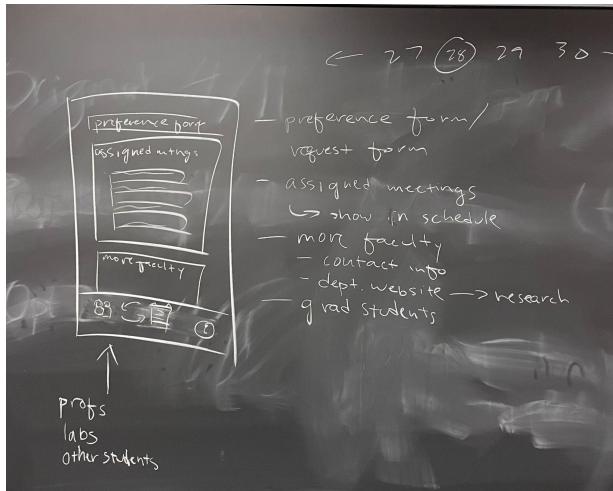 ← 27 28 29 30 →
preference form
assigned mtngs
more faculty
i
profs
labs
other students
– preference form/
request form
– assigned meetings
↳ show in schedule
– more faculty
– contact info
– dept. website → research
– grad students